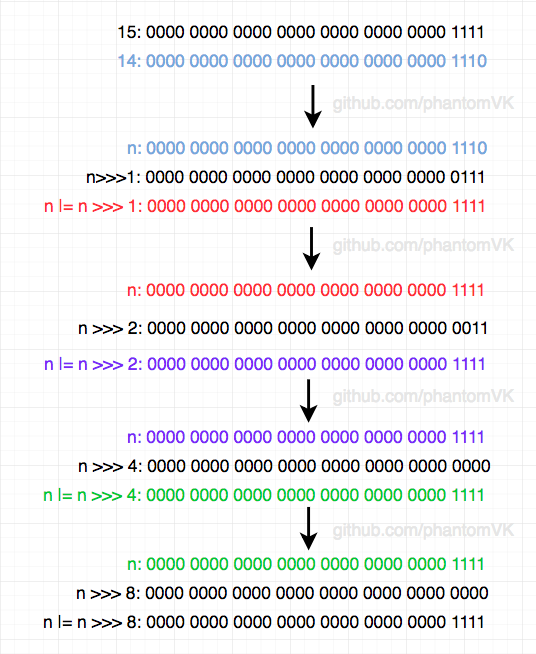 15: 0000 0000 0000 0000 0000 0000 0000 1111
14: 0000 0000 0000 0000 0000 0000 0000 1110
github.com/phantomVK
n: 0000 0000 0000 0000 0000 0000 0000 1110
n>>>1: 0000 0000 0000 0000 0000 0000 0000 0111
n |= n >>> 1: 0000 0000 0000 0000 0000 0000 0000 1111
github.com/phantomVK
n: 0000 0000 0000 0000 0000 0000 0000 1111
n >>> 2: 0000 0000 0000 0000 0000 0000 0000 0011
n |= n >>> 2: 0000 0000 0000 0000 0000 0000 0000 1111
github.com/phantomVK
n: 0000 0000 0000 0000 0000 0000 0000 1111
n >>> 4: 0000 0000 0000 0000 0000 0000 0000 0000
n |= n >>> 4: 0000 0000 0000 0000 0000 0000 0000 1111
github.com/phantomVK
n: 0000 0000 0000 0000 0000 0000 0000 1111
n >>> 8: 0000 0000 0000 0000 0000 0000 0000 0000
n |= n >>> 8: 0000 0000 0000 0000 0000 0000 0000 1111